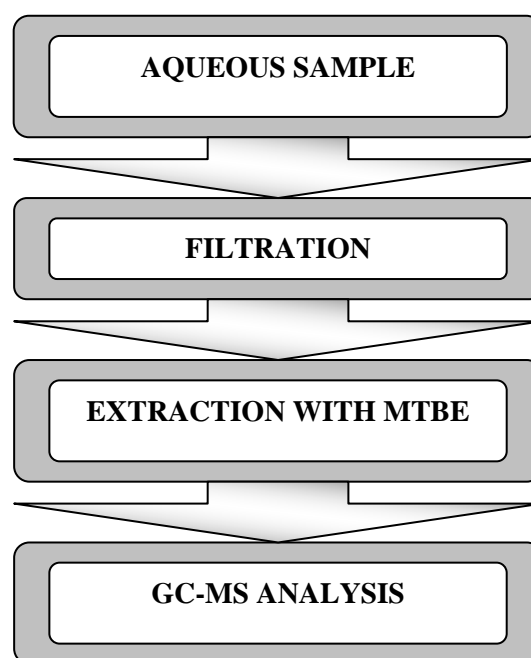 AQUEOUS SAMPLE
FILTRATION
EXTRACTION WITH MTBE
GC-MS ANALYSIS